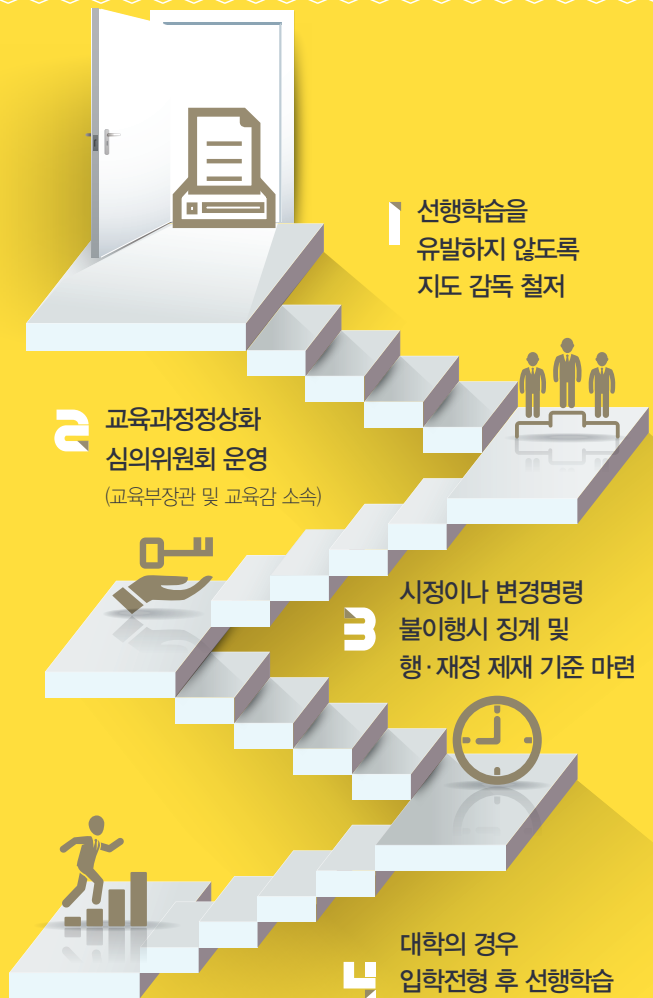 1
선행학습을
유발하지 않도록
지도 감독 철저
2
교육과정정상화
심의위원회 운영
(교육부장관 및 교육감 소속)
3
시정이나 변경명령
불이행시 징계 및
행·재정 제재 기준 마련
4
대학의 경우
입학전형 후 선행학습